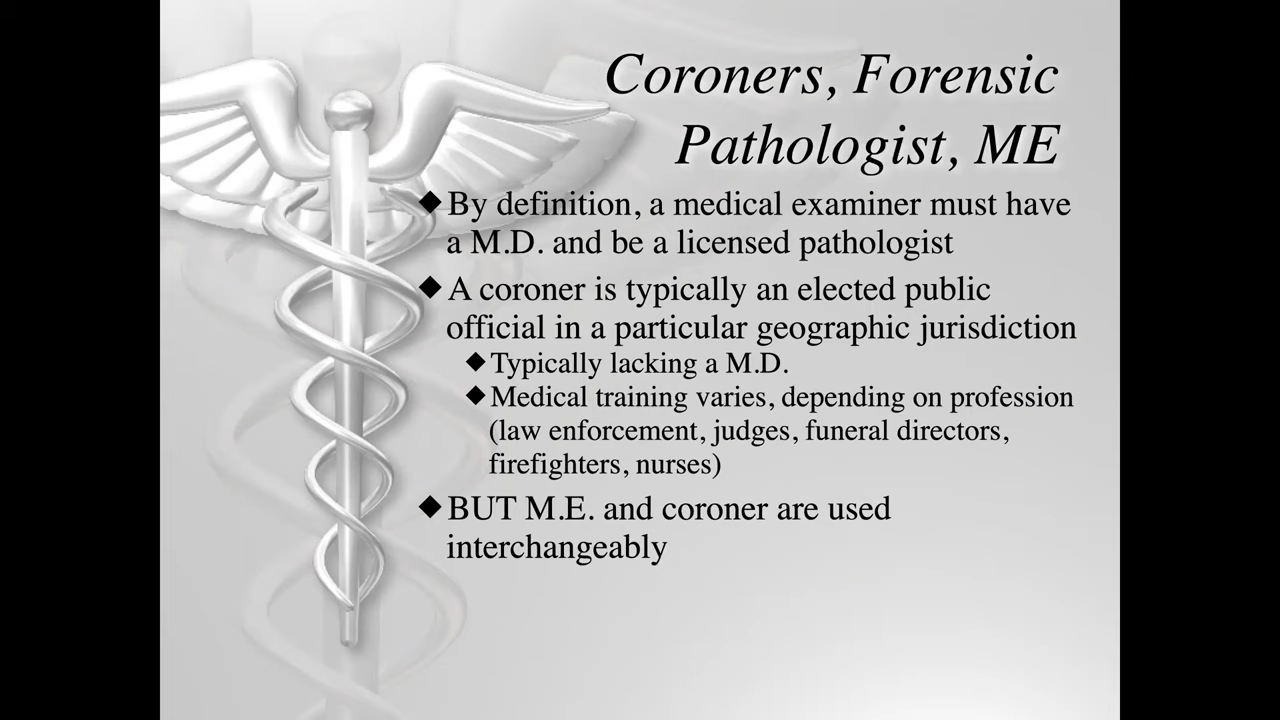 Coroners, Forensic
Pathologist, ME
◆By definition, a medical examiner must have
a M.D. and be a licensed pathologist
◆A coroner is typically an elected public
official in a particular geographic jurisdiction
◆Typically lacking a M.D.
◆Medical training varies, depending on profession
(law enforcement, judges, funeral directors,
firefighters, nurses)
◆BUT M.E. and coroner are used
interchangeably